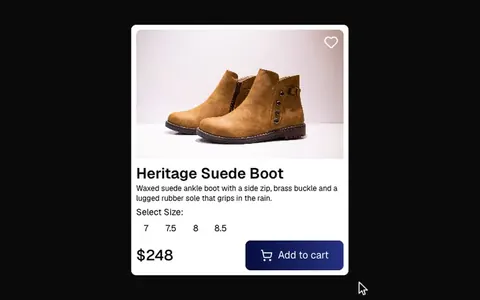 Heritage Suede Boot
Waxed suede ankle boot with a side zip, brass buckle and a
lugged rubber sole that grips in the rain.
Select Size:
7 7.5 8 8.5
$248 Add to cart